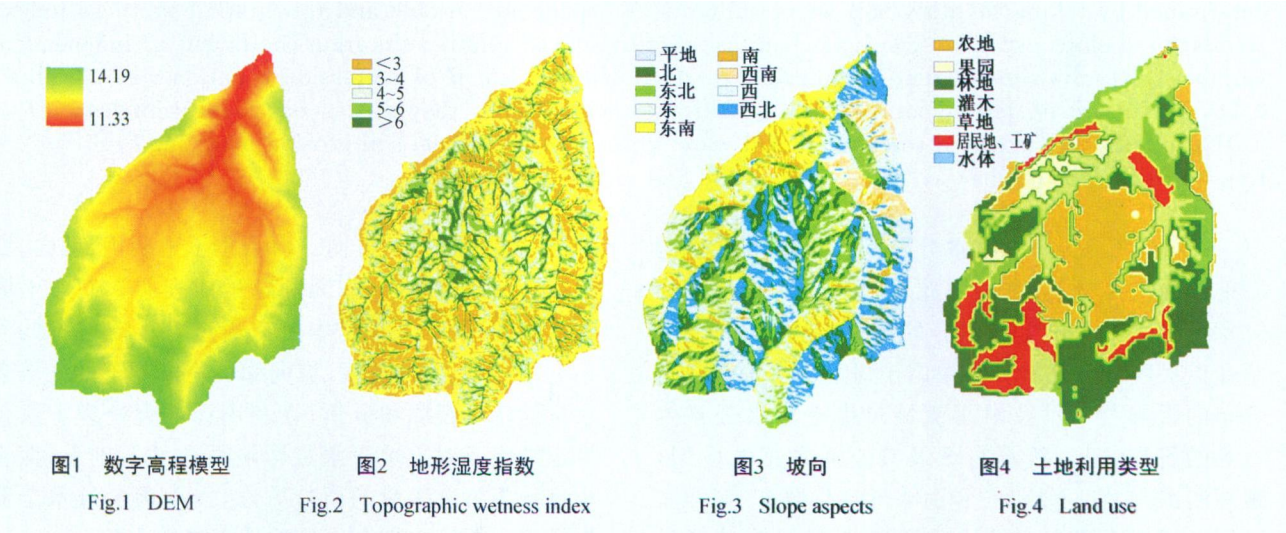 14.19
11.33
<3
3~4
4~5
5~6
>6
平地
北
东北
东
东南
南
西南
西
西北
农地
果园
林地
灌木
草地
居民地、工矿
水体
图1 数字高程模型
Fig.1 DEM
图2 地形湿度指数
Fig.2 Topographic wetness index
图3 坡向
Fig.3 Slope aspects
图4 土地利用类型
Fig.4 Land use